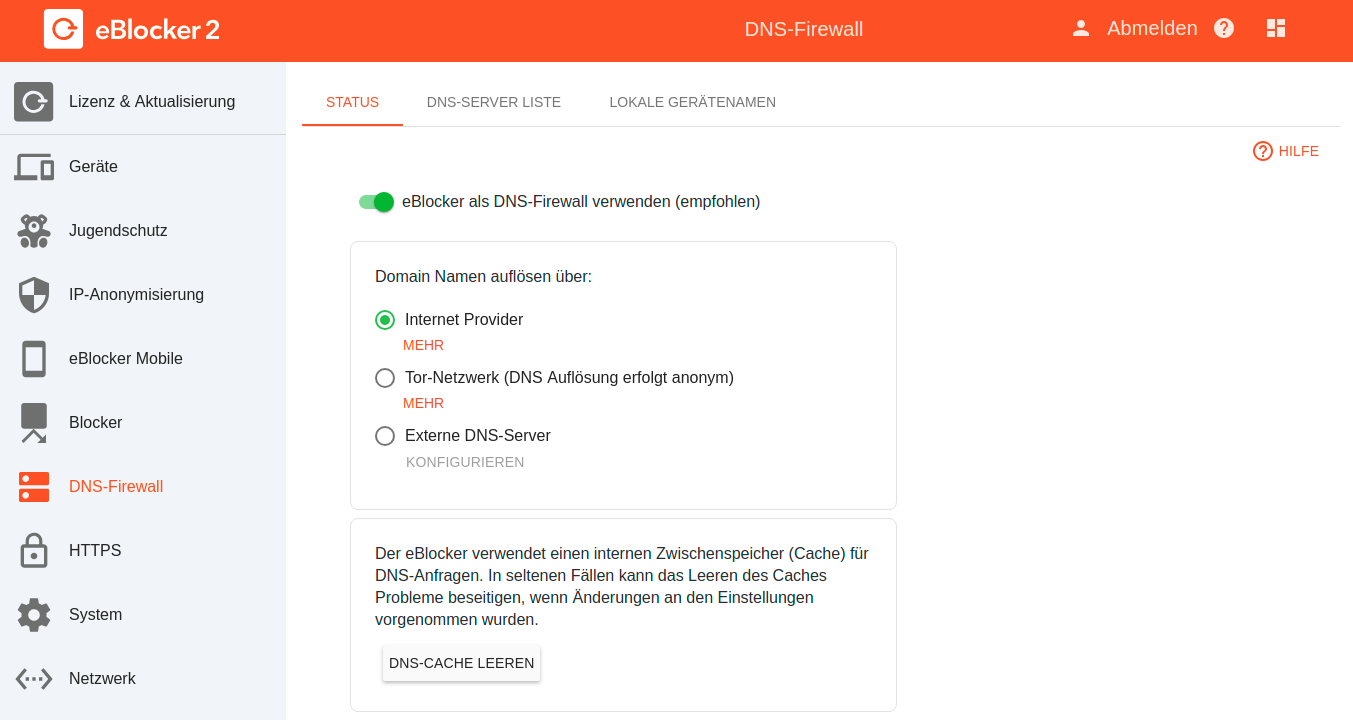 eBlocker 2
DNS-Firewall
Abmelden
Lizenz & Aktualisierung
Geräte
Jugendschutz
IP-Anonymisierung
eBlocker Mobile
Blocker
DNS-Firewall
HTTPS
System
Netzwerk
STATUS
DNS-SERVER LISTE
LOKALE GERÄTENAMEN
HILFE
eBlocker als DNS-Firewall verwenden (empfohlen)
Domain Namen auflösen über:
Internet Provider
MEHR
Tor-Netzwerk (DNS Auflösung erfolgt anonym)
MEHR
Externe DNS-Server
KONFIGURIEREN
Der eBlocker verwendet einen internen Zwischenspeicher (Cache) für
DNS-Anfragen. In seltenen Fällen kann das Leeren des Caches
Probleme beseitigen, wenn Änderungen an den Einstellungen
vorgenommen wurden.
DNS-CACHE LEEREN